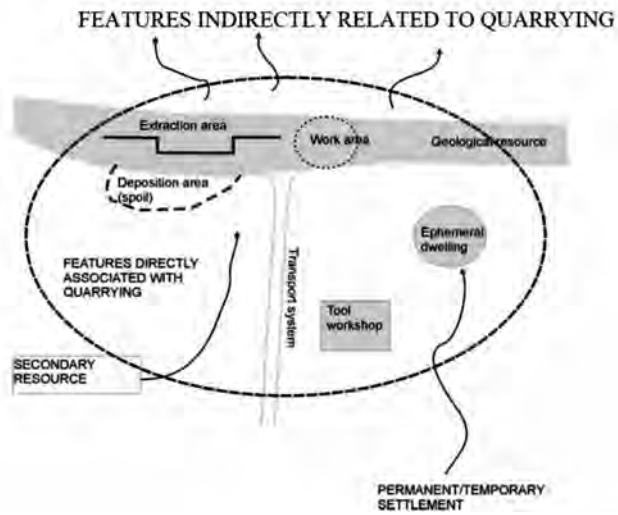 FEATURES INDIRECTLY RELATED TO QUARRYING
Extraction area
Work area
Geological resource
Deposition area
(spoil)
Ephemeral
dwelling
FEATURES DIRECTLY
ASSOCIATED WITH
QUARRYING
Transport system
Tool
workshop
SECONDARY
RESOURCE
PERMANENT/TEMPORARY
SETTLEMENT